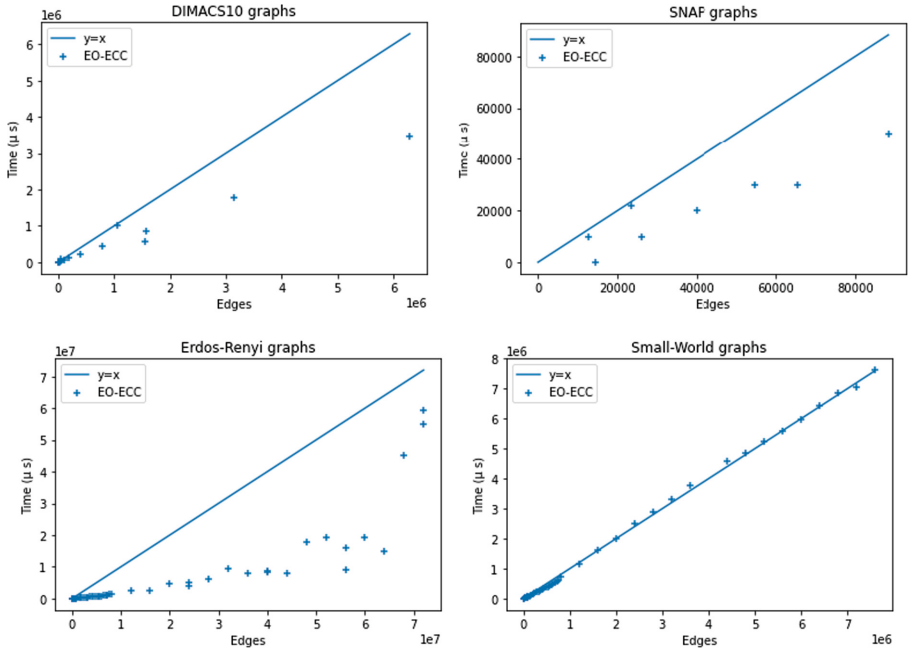 DIMACS10 graphs
1e6
y=x
EO-ECC
6
5
4
3
2
1
0
Time (μ s)
0 1 2 3 4 5 6
1e6
Edges
SNAP graphs
y=x
EO-ECC
80000
60000
40000
20000
0
Time (μ s)
0 20000 40000 60000 80000
Edges
Erdos-Renyi graphs
1e7
y=x
EO-ECC
7
6
5
4
3
2
1
0
Time (μ s)
0 1 2 3 4 5 6 7
1e7
Edges
Small-World graphs
1e6
8
y=x
EO-ECC
7
6
5
4
3
2
1
0
Time (μ s)
0 1 2 3 4 5 6 7
1e6
Edges